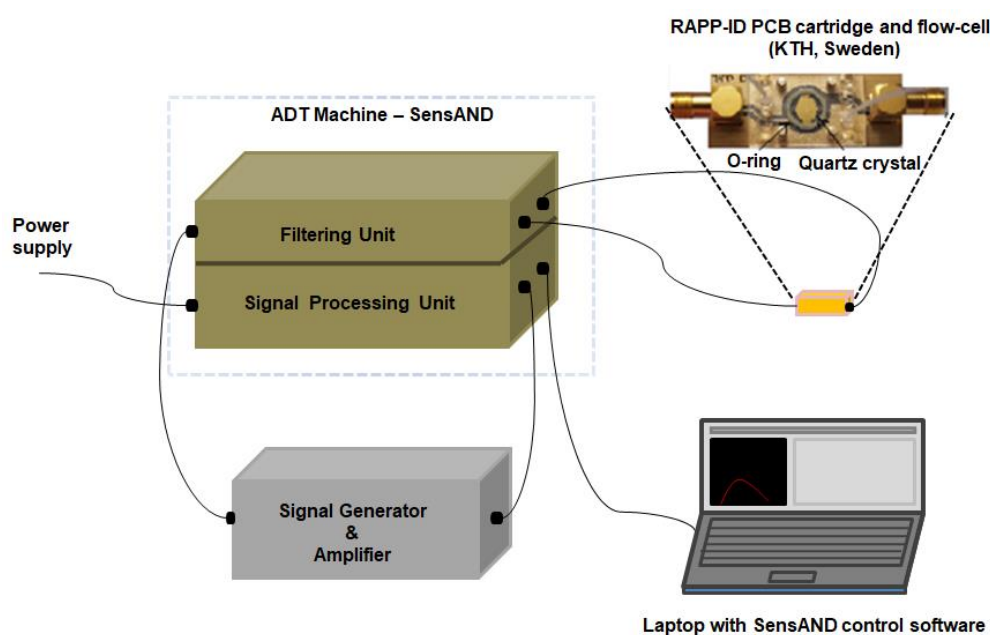 RAPP-ID PCB cartridge and flow-cell
(KTH, Sweden)
O-ring
Quartz crystal
ADT Machine – SensAND
Power
supply
Filtering Unit
Signal Processing Unit
Signal Generator
&
Amplifier
Laptop with SensAND control software